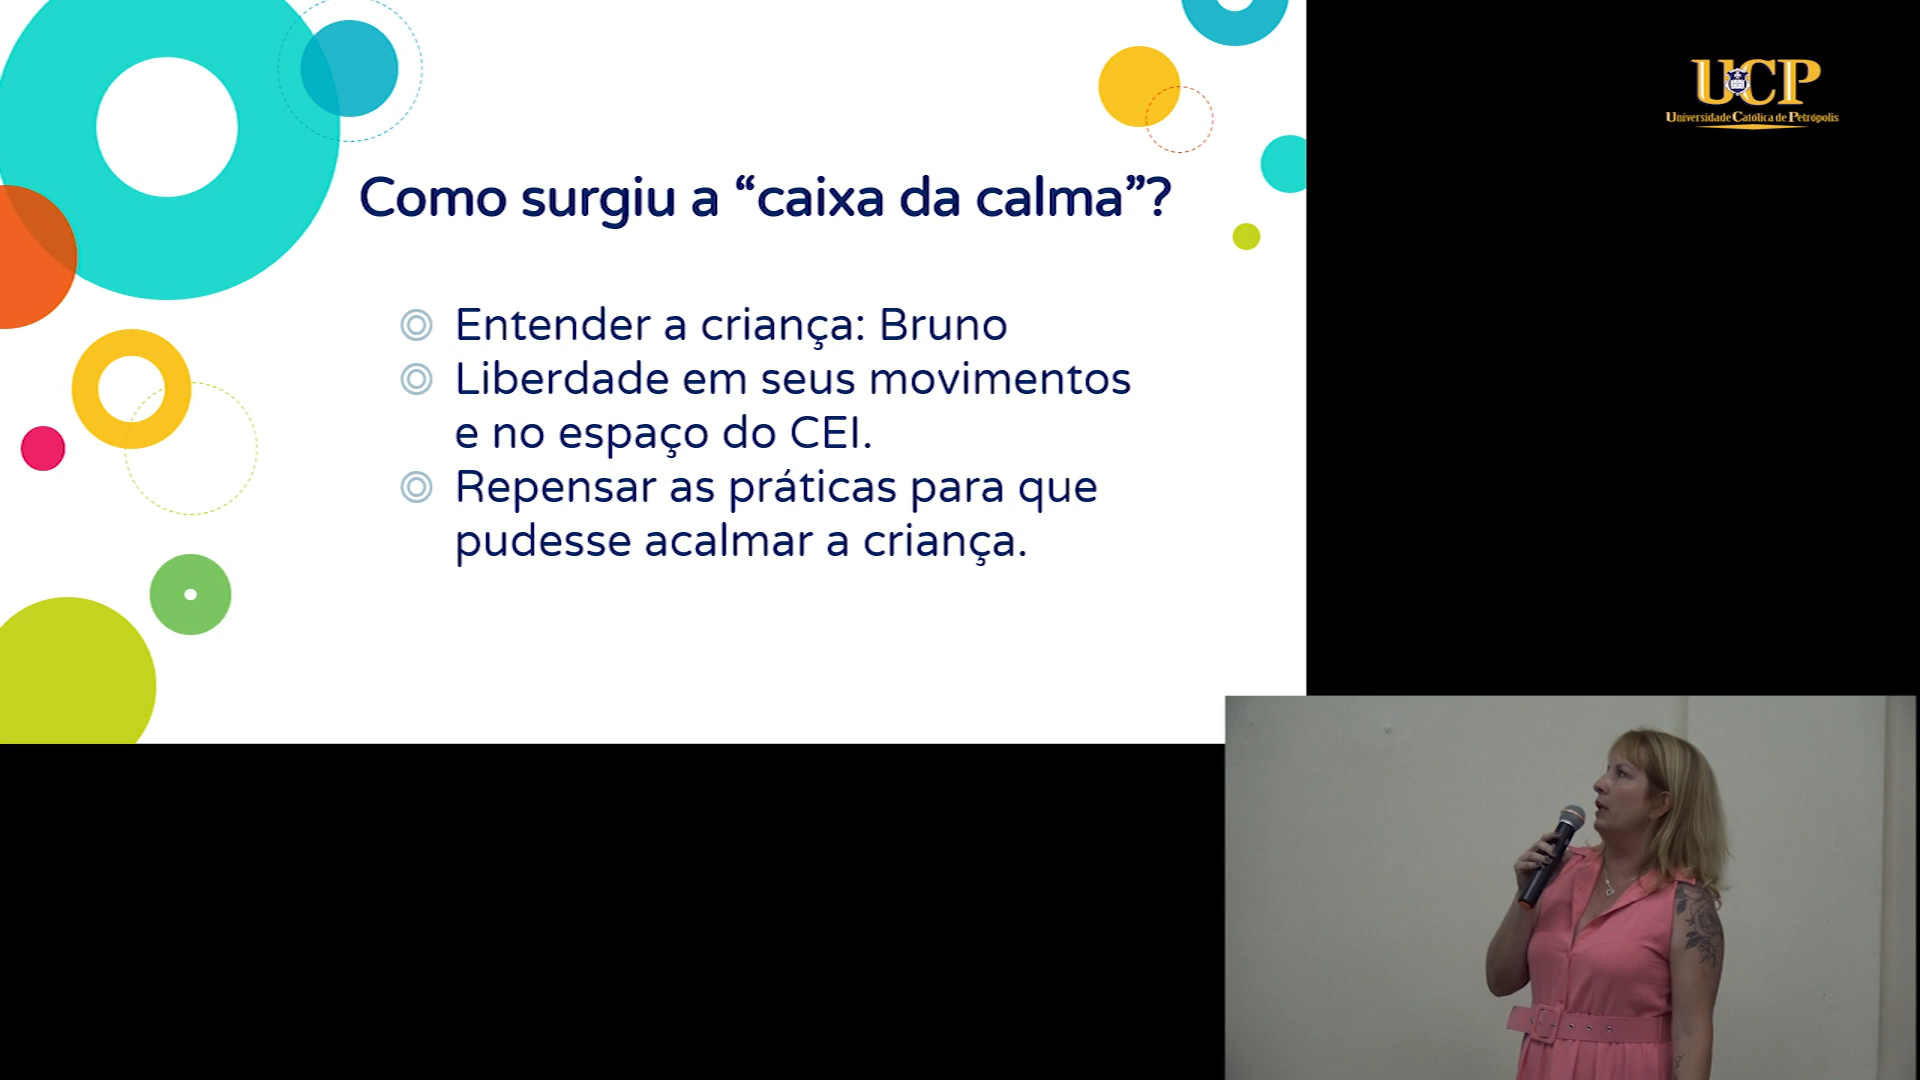 Como surgiu a “caixa da calma”?
Entender a criança: Bruno
Liberdade em seus movimentos
e no espaço do CEI.
Repensar as práticas para que
pudesse acalmar a criança.
UCP
Universidade Católica de Petrópolis